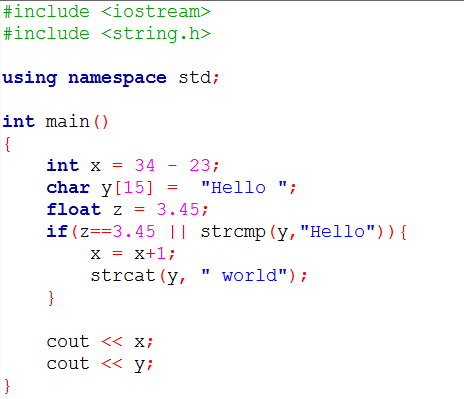 #include <iostream>
#include <string.h>
using namespace std;
int main()
{
int x = 34 - 23;
char y[15] =  "Hello ";
float z = 3.45;
if(z==3.45 || strcmp(y,"Hello")){
x = x+1;
strcat(y, " world");
}
cout << x;
cout << y;
}